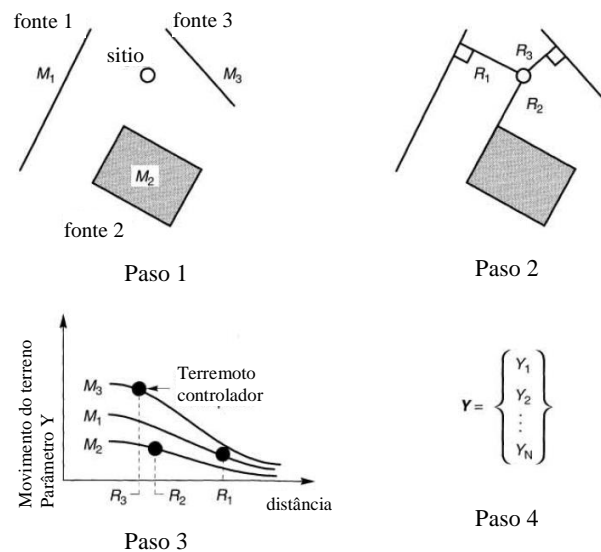 fonte 1
fonte 3
sitio
M1
M3
M2
fonte 2
Paso 1
R3
R1
R2
Paso 2
Movimento do terreno
Parâmetro Y
M3
M1
M2
Terremoto
controlador
R3
R2
R1
distância
Paso 3
Y =
Y1
Y2
⋮
YN
Paso 4